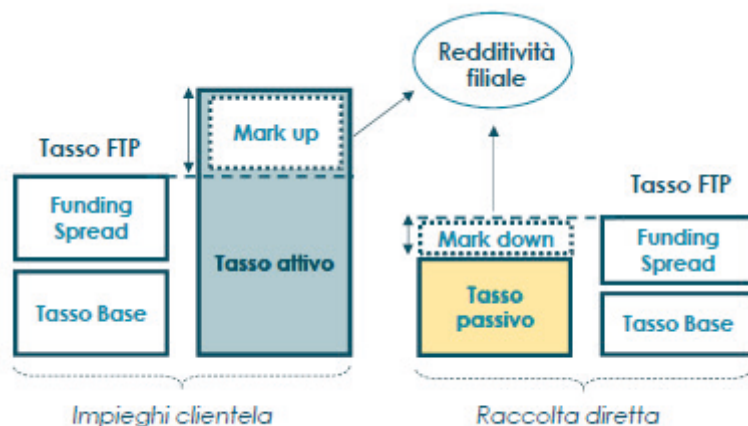 Redditività
filiale
Mark up
Tasso FTP
Funding
Spread
Tasso Base
Tasso attivo
Tasso FTP
Mark down
Funding
Spread
Tasso
passivo
Tasso Base
Impieghi clientela
Raccolta diretta